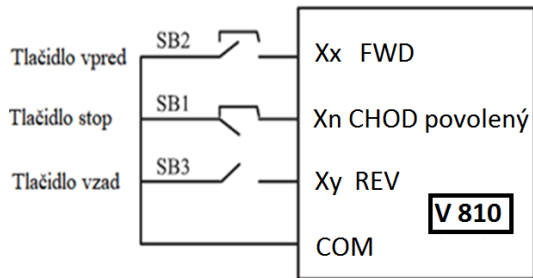 Tlačidlo vpred SB2 Xx FWD
Tlačidlo stop SB1 Xn CHOD povolený
Tlačidlo vzad SB3 Xy REV
V 810
COM